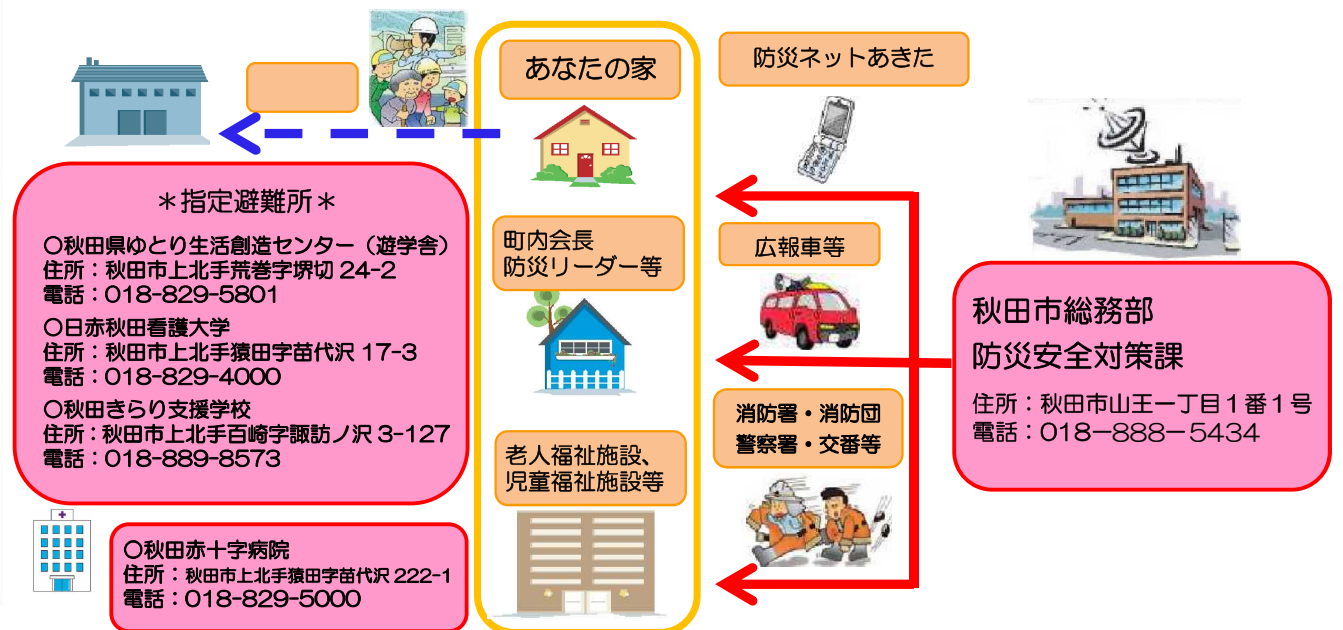 あなたの家
防災ネットあきた
＊指定避難所＊
〇秋田県ゆとり生活創造センター（遊学舎）
住所：秋田市上北手荒巻字堺切 24-2
電話：018-829-5801
〇日赤秋田看護大学
住所：秋田市上北手猿田字苗代沢 17-3
電話：018-829-4000
〇秋田きらり支援学校
住所：秋田市上北手百崎字諏訪ノ沢 3-127
電話：018-889-8573
〇秋田赤十字病院
住所：秋田市上北手猿田字苗代沢 222-1
電話：018-829-5000
町内会長
防災リーダー等
老人福祉施設、
児童福祉施設等
広報車等
消防署・消防団
警察署・交番等
秋田市総務部
防災安全対策課
住所：秋田市山王一丁目１番１号
電話：018－888－5434